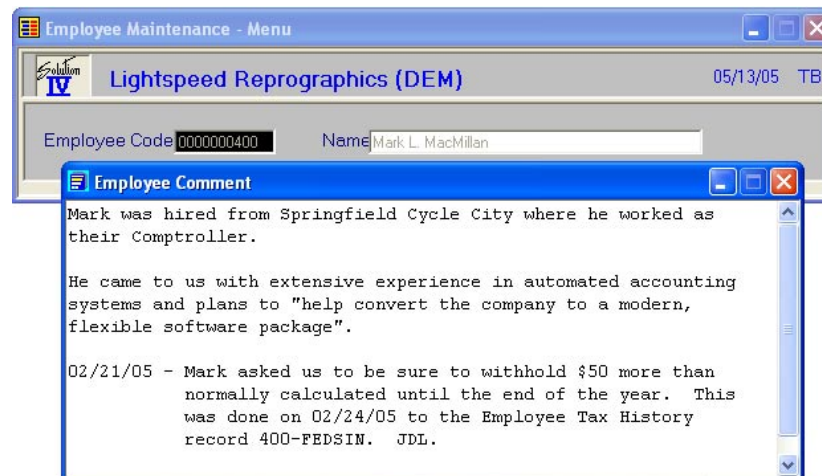 Employee Maintenance - Menu
Solution IV
Lightspeed Reprographics (DEM) 05/13/05 TB
Employee Code 0000000400 Name Mark L. MacMillan
Employee Comment
Mark was hired from Springfield Cycle City where he worked as
their Comptroller.
He came to us with extensive experience in automated accounting
systems and plans to "help convert the company to a modern,
flexible software package".
02/21/05 - Mark asked us to be sure to withhold $50 more than
normally calculated until the end of the year. This
was done on 02/24/05 to the Employee Tax History
record 400-FEDSIN. JDL.